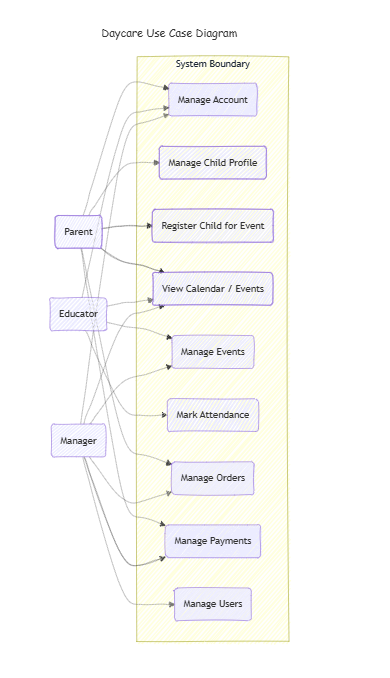 Daycare Use Case Diagram
System Boundary
Manage Account
Manage Child Profile
Parent
Register Child for Event
View Calendar / Events
Educator
Manage Events
Mark Attendance
Manager
Manage Orders
Manage Payments
Manage Users